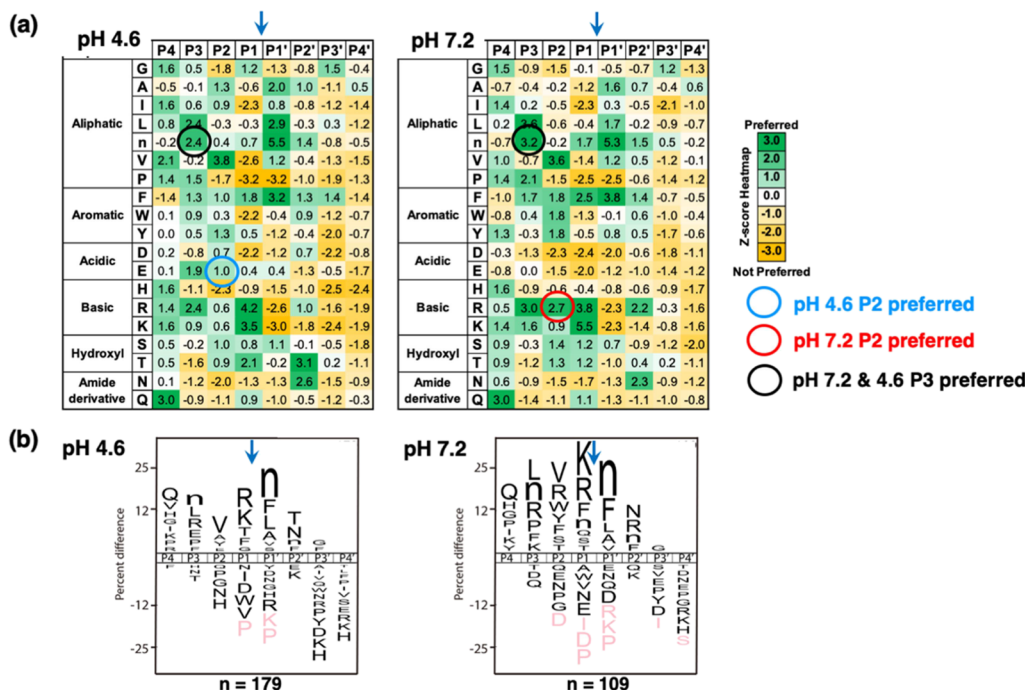 (a)
pH 4.6
P4 P3 P2 P1 P1' P2' P3' P4'
Aliphatic
G 1.6 0.5 -1.8 1.2 -1.3 -0.8 1.5 -0.4
A -0.5 -0.1 1.3 -0.6 2.0 1.0 -1.1 0.5
I 1.6 0.6 0.9 -2.3 0.8 -0.8 -1.2 -1.4
L 0.8 2.4 -0.3 -0.3 2.9 -0.3 0.3 -1.2
n -0.2 2.4 0.4 0.7 5.5 1.4 -0.8 -0.5
V 2.1 -0.2 3.8 -2.6 1.2 -0.4 -1.3 -1.5
P 1.4 1.5 -1.7 -3.2 -3.2 -1.0 -1.9 -1.2
Aromatic
F -1.4 1.3 1.0 1.8 3.2 1.3 1.4 -1.4
W 0.1 0.9 0.3 -2.2 -0.4 0.9 -1.2 -0.7
Y 0.0 0.8 1.3 0.5 -1.2 -0.4 -2.0 -0.7
Acidic
D 0.2 -0.8 0.7 -2.2 -1.2 0.7 -1.2 -0.8
E 0.1 1.9 1.0 0.4 0.4 -1.3 -0.5 -1.7
Basic
H 1.6 -1.1 -2.3 -0.9 -1.5 -1.0 -2.5 -2.4
R 1.4 2.4 0.6 4.2 -2.6 1.0 -1.6 -1.9
K 1.6 0.9 0.6 3.5 -3.0 -1.8 -2.4 -1.9
Hydroxyl
S 0.5 -0.2 1.0 0.8 1.1 -0.1 -0.5 -1.8
T 0.5 -1.6 0.9 2.1 -0.2 3.1 0.2 -1.1
Amide
derivative
N 0.1 -1.2 -2.0 -1.3 -1.3 2.6 -1.5 -0.9
Q 3.0 -0.9 -1.1 0.9 -1.0 -0.5 -1.2 -0.3
pH 7.2
P4 P3 P2 P1 P1' P2' P3' P4'
Aliphatic
G 1.5 -0.9 -1.5 -0.1 -0.5 -0.7 1.2 -1.3
A -0.7 -0.4 -0.2 -1.2 1.6 0.7 -0.4 0.6
I 1.4 0.2 -0.5 -2.3 0.3 -0.5 -2.1 -1.0
L 0.2 3.6 -0.6 -0.4 1.7 -0.2 -0.9 -1.2
n -0.7 3.2 -0.2 1.7 5.3 1.5 0.5 -0.2
V 1.0 -0.7 3.6 -1.4 0.6 -0.5 -1.2 -0.1
P 1.4 2.1 -1.5 -2.5 -2.5 -0.6 -1.4 -1.2
Aromatic
F 1.0 1.7 1.8 2.5 3.8 1.4 -0.7 -0.5
W -0.8 0.4 1.8 -1.3 -0.1 0.6 -1.0 -0.4
Y 1.3 -0.3 1.8 -0.5 0.8 0.5 -1.2 -0.7
Acidic
D -0.3 -1.3 -2.3 -2.4 -2.0 -0.6 -2.0 -1.1
E -0.8 0.0 -1.5 -2.0 -1.2 -1.0 -1.4 -1.2
Basic
H 1.6 -0.9 -0.6 -0.4 -0.8 -0.9 -0.7 -1.7
R 0.5 3.0 2.7 3.8 -2.3 2.2 -0.3 -1.6
K 1.4 1.6 0.9 5.5 -2.3 -1.4 -0.8 -1.6
Hydroxyl
S 0.9 -0.3 1.4 1.2 0.7 -0.9 -1.2 -2.0
T 0.9 -1.2 1.3 1.2 -1.0 0.4 0.2 -1.1
Amide
derivative
N 0.6 -0.9 -1.5 -1.7 -1.3 2.3 -0.9 -1.2
Q 3.0 -1.4 -1.1 1.1 -1.3 -1.1 -1.0 -0.8
Preferred
3.0
2.0
1.0
0.0
-1.0
-2.0
-3.0
Not Preferred
Z-score Heatmap
pH 4.6 P2 preferred
pH 7.2 P2 preferred
pH 7.2 & 4.6 P3 preferred
(b)
pH 4.6
Percent difference
25
12
-12
-25
P4 P3 P2 P1 P1' P2' P3' P4'
n = 179
pH 7.2
Percent difference
25
12
-12
-25
P4 P3 P2 P1 P1' P2' P3' P4'
n = 109